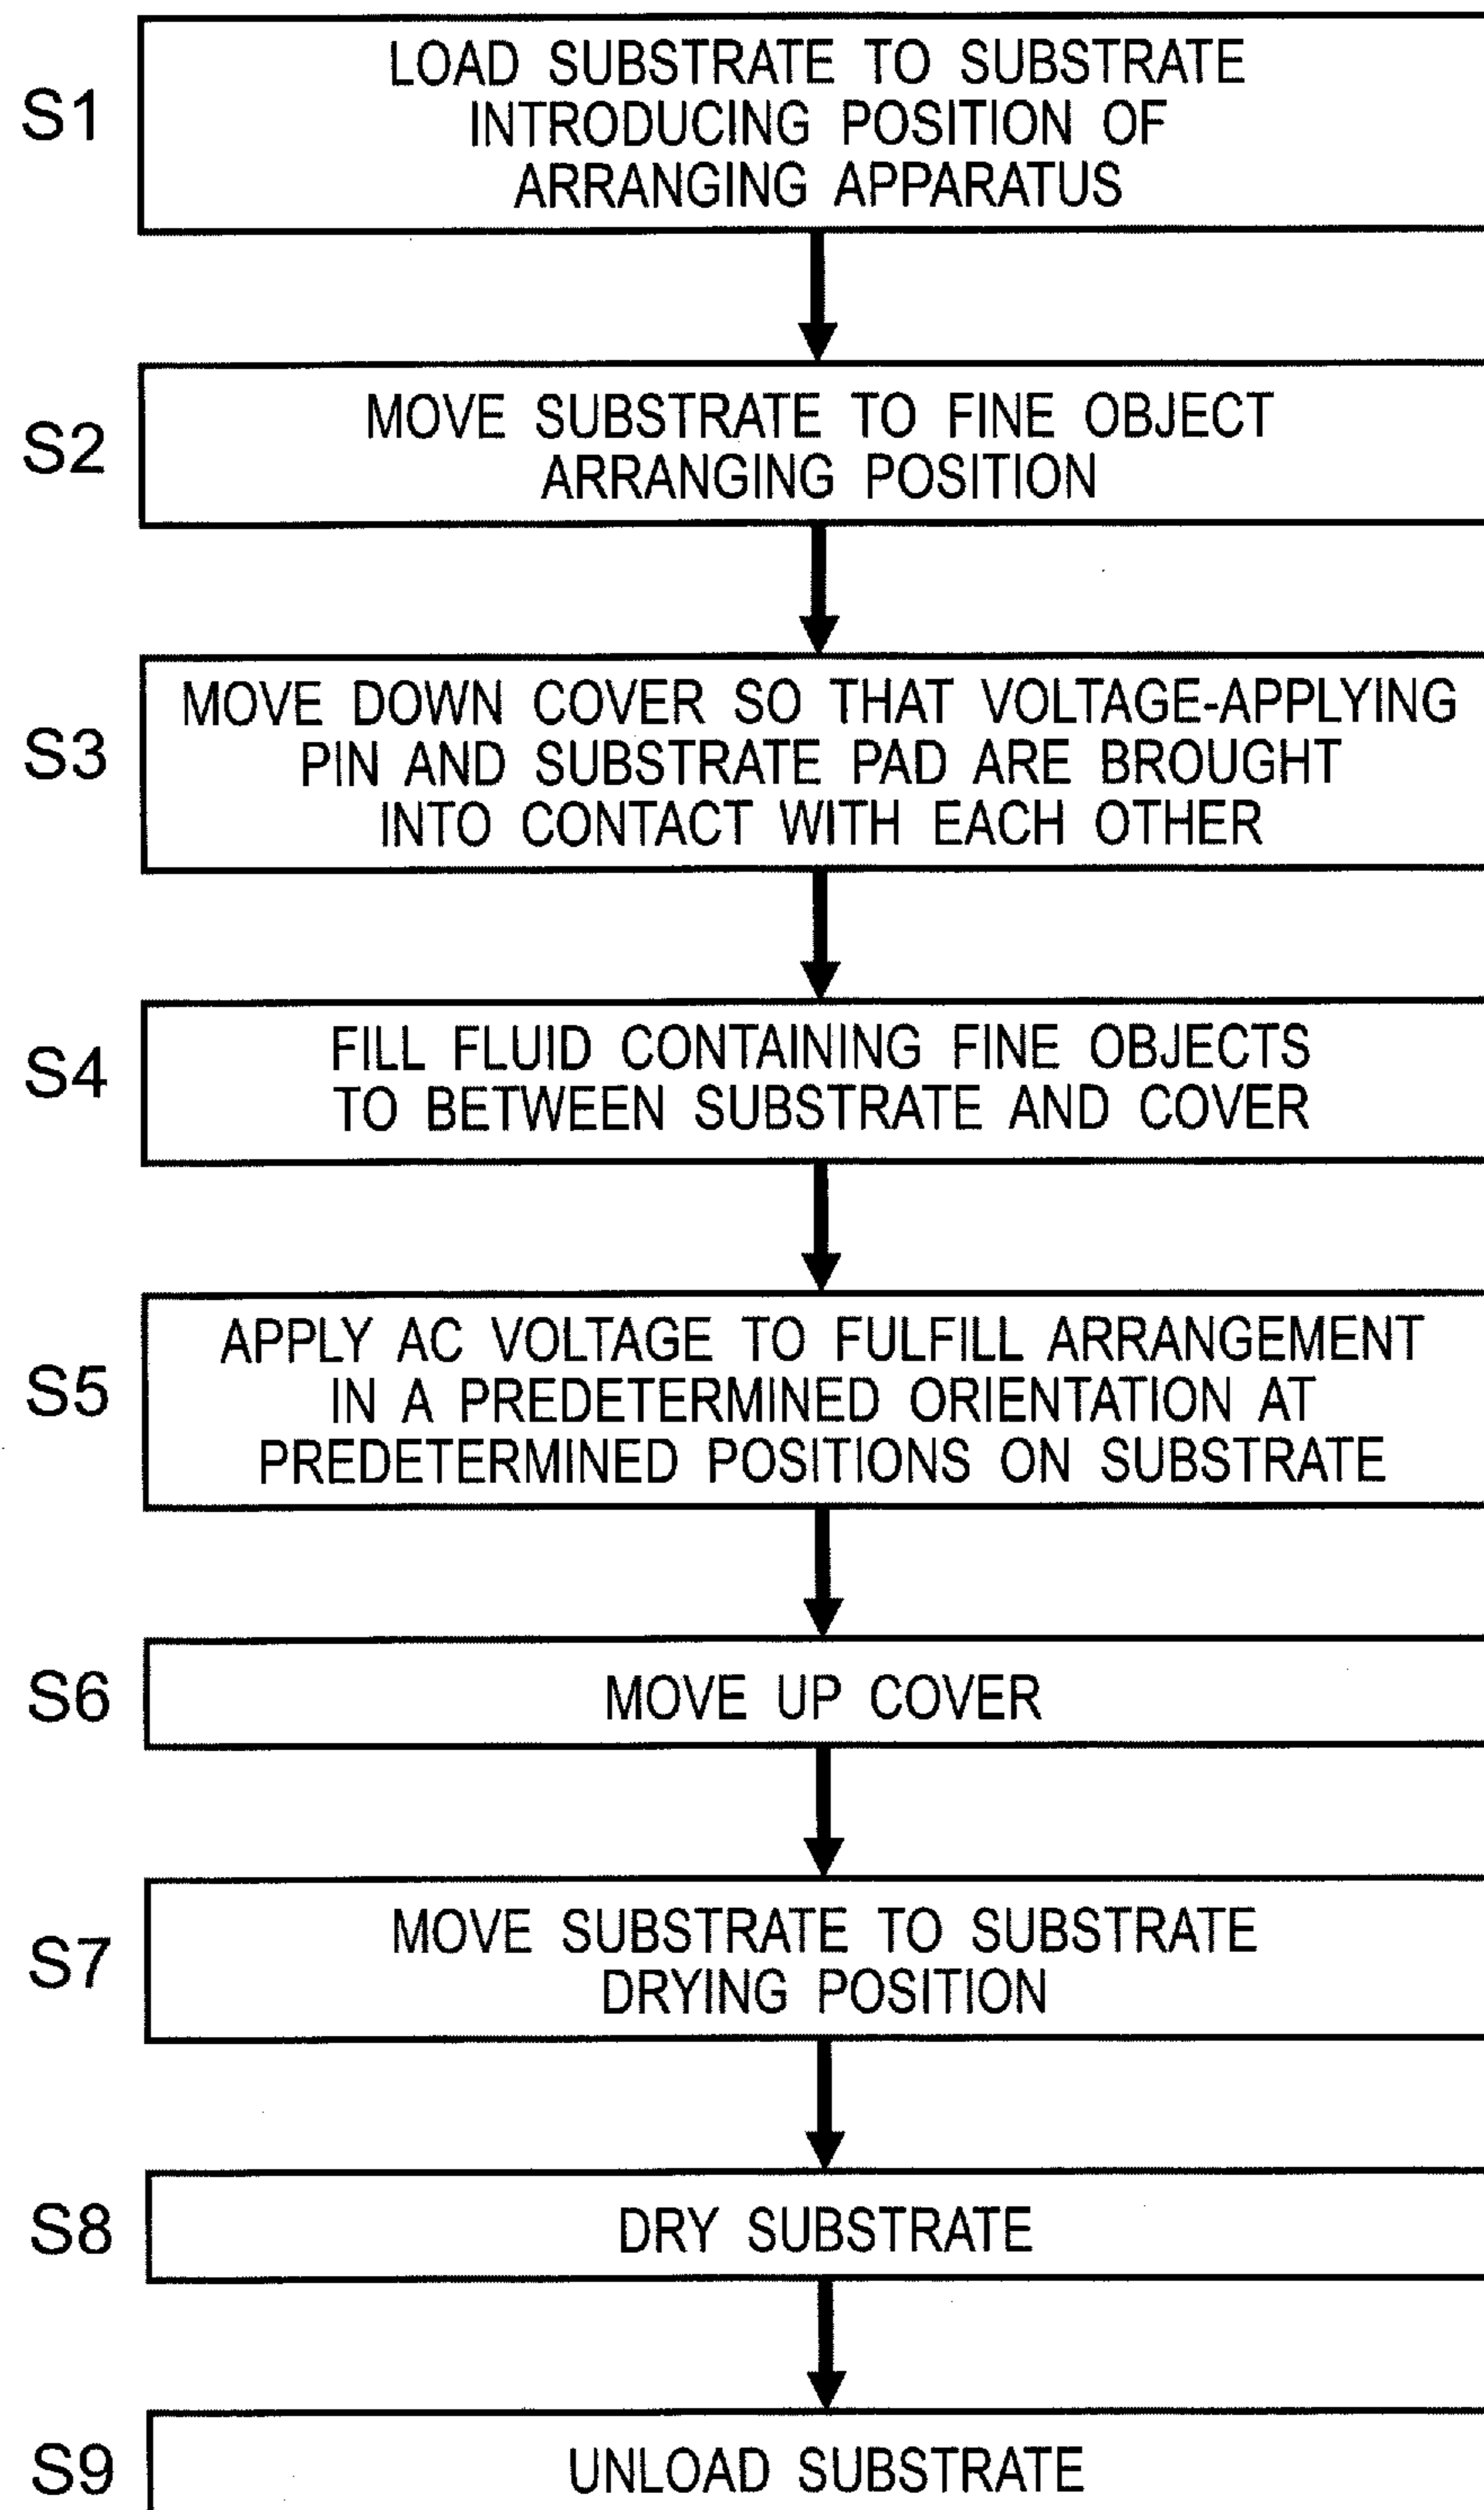 S1
LOAD SUBSTRATE TO SUBSTRATE
INTRODUCING POSITION OF
ARRANGING APPARATUS
S2
MOVE SUBSTRATE TO FINE OBJECT
ARRANGING POSITION
S3
MOVE DOWN COVER SO THAT VOLTAGE-APPLYING
PIN AND SUBSTRATE PAD ARE BROUGHT
INTO CONTACT WITH EACH OTHER
S4
FILL FLUID CONTAINING FINE OBJECTS
TO BETWEEN SUBSTRATE AND COVER
S5
APPLY AC VOLTAGE TO FULFILL ARRANGEMENT
IN A PREDETERMINED ORIENTATION AT
PREDETERMINED POSITIONS ON SUBSTRATE
S6
MOVE UP COVER
S7
MOVE SUBSTRATE TO SUBSTRATE
DRYING POSITION
S8
DRY SUBSTRATE
S9
UNLOAD SUBSTRATE